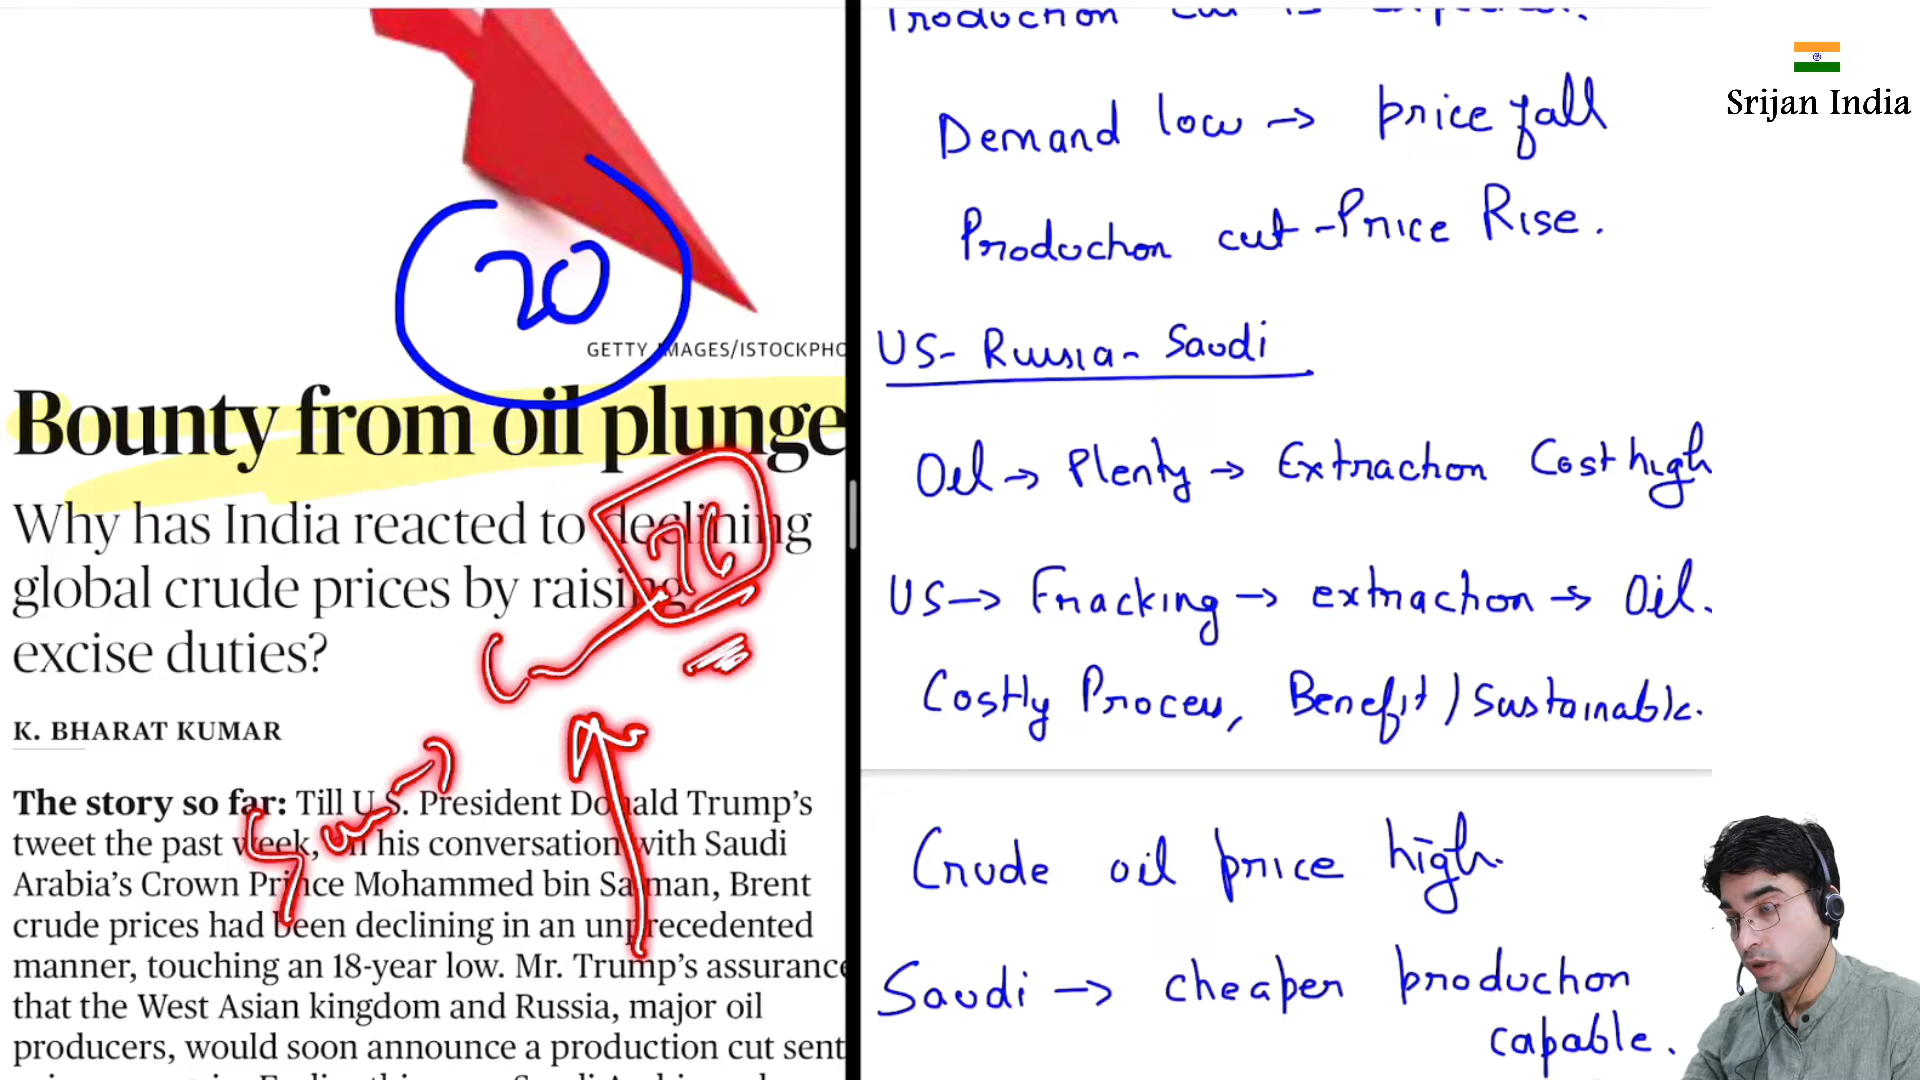 20
GETTY IMAGES/ISTOCKPHO
Bounty from oil plunge
Why has India reacted to declining
global crude prices by raising
excise duties?
76
K. BHARAT KUMAR
The story so far: Till U.S. President Donald Trump's
tweet the past week, on his conversation with Saudi
Arabia's Crown Prince Mohammed bin Salman, Brent
crude prices had been declining in an unprecedented
manner, touching an 18-year low. Mr. Trump's assurance
that the West Asian kingdom and Russia, major oil
producers, would soon announce a production cut sent
Production cut is expected.
Demand low → price fall
Production cut - Price Rise.
US - Russia - Saudi
Oil → Plenty → Extraction Cost high
US → Fracking → extraction → Oil.
Costly Process, Benefit / Sustainable.
Crude oil price high.
Saudi → cheaper production
capable.
Srijan India